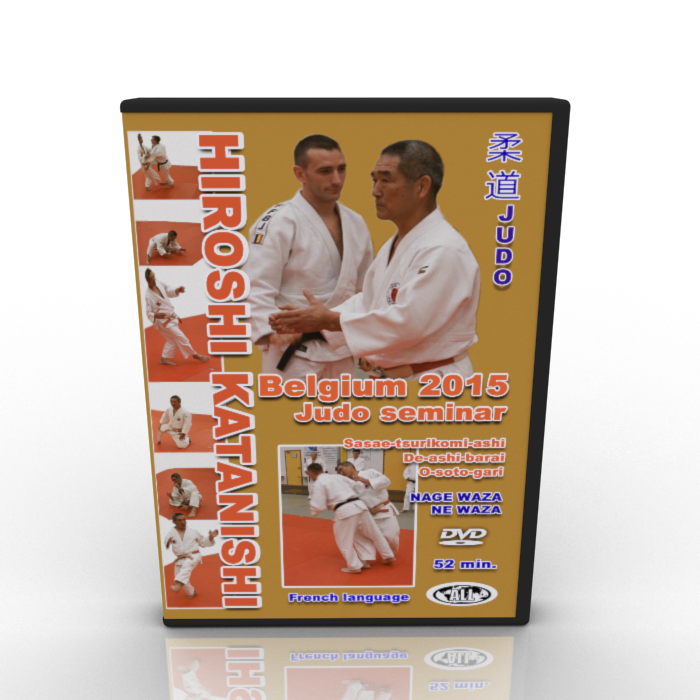 HIROSHI KATANISHI
柔道
JUDO
Belgium 2015
Judo seminar
Sasae-tsurikomi-ashi
De-ashi-barai
O-soto-gari
NAGE WAZA
NE WAZA
DVD
52 min.
French language
ALL